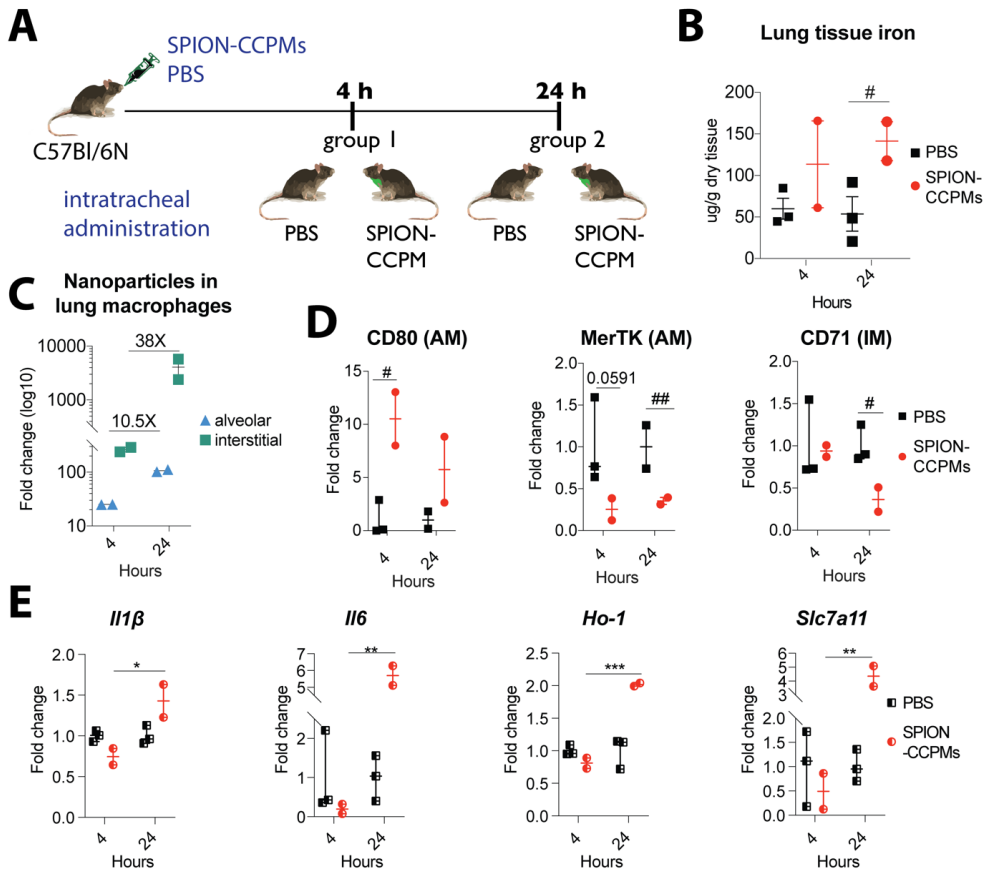 A
SPION-CCPMs
PBS
C57Bl/6N
4 h
24 h
group 1
group 2
intratracheal
administration
PBS
SPION-
CCPM
PBS
SPION-
CCPM
B
Lung tissue iron
ug/g dry tissue
200
150
100
50
0
#
4
24
Hours
PBS
SPION-
CCPMs
C
Nanoparticles in
lung macrophages
Fold change (log10)
10000
1000
100
10
38X
10.5X
4
24
Hours
alveolar
interstitial
D
CD80 (AM)
Fold change
15
10
5
0
#
4
24
Hours
MerTK (AM)
Fold change
2.0
1.5
1.0
0.5
0.0
0.0591
##
4
24
Hours
CD71 (IM)
Fold change
2.0
1.5
1.0
0.5
0.0
#
4
24
Hours
PBS
SPION-
CCPMs
E
Il1β
Fold change
2.0
1.5
1.0
0.5
0.0
*
4
24
Hours
Il6
Fold change
7
6
5
2
1
0
**
4
24
Hours
Ho-1
Fold change
2.5
2.0
1.5
1.0
0.5
0.0
***
4
24
Hours
Slc7a11
Fold change
6
5
4
3
2.0
1.5
1.0
0.5
0.0
**
4
24
Hours
PBS
SPION
-CCPMs